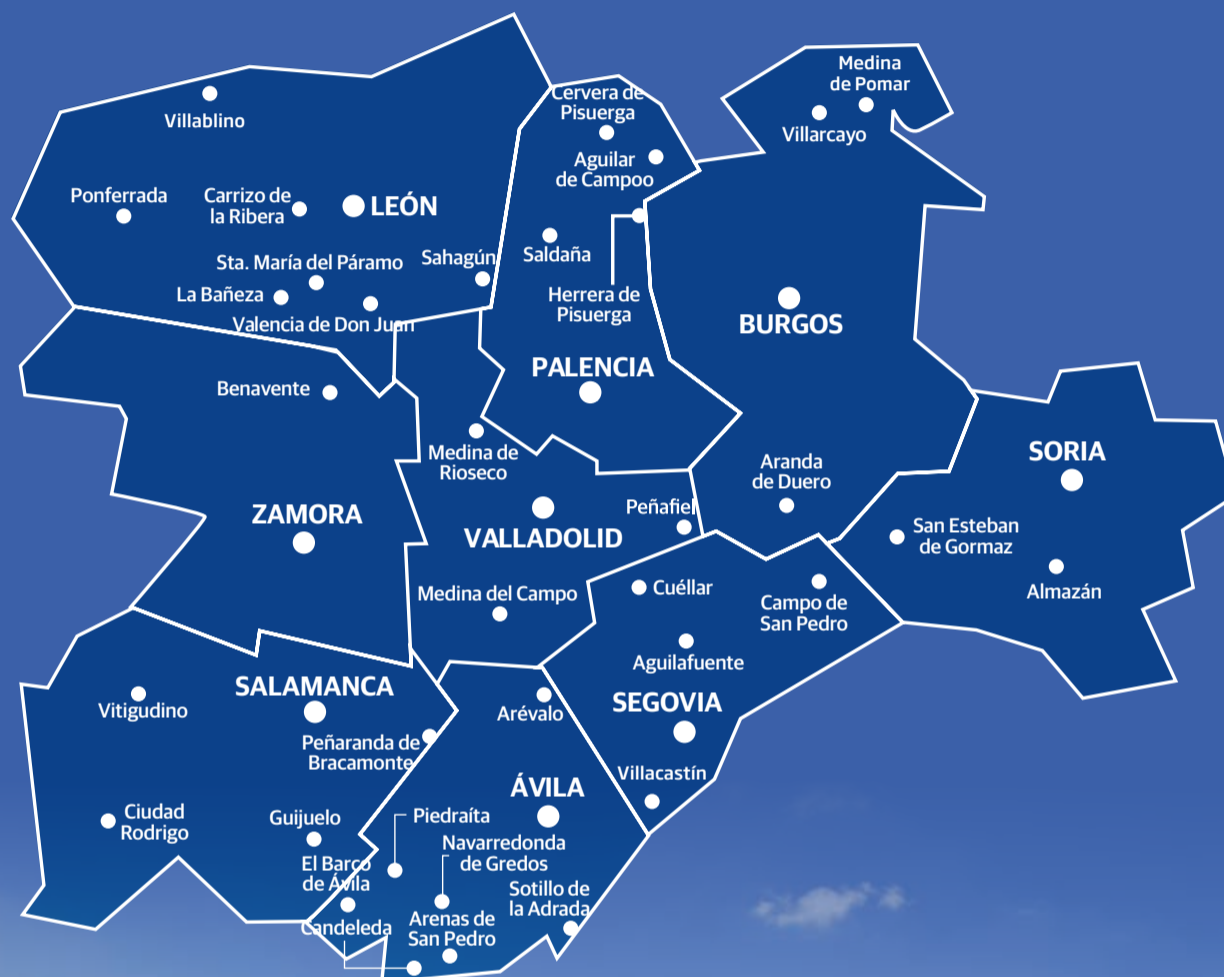 Villablino
Ponferrada
Carrizo de
la Ribera
LEÓN
Sta. María del Páramo
Sahagún
La Bañeza
Valencia de Don Juan
Cervera de
Pisuerga
Aguilar
de Campoo
Saldaña
Herrera de
Pisuerga
PALENCIA
Medina
de Pomar
Villarcayo
BURGOS
Aranda
de Duero
SORIA
San Esteban
de Gormaz
Almazán
Benavente
ZAMORA
Medina de
Rioseco
Peñafiel
VALLADOLID
Medina del Campo
Cuéllar
Campo de
San Pedro
Aguilafuente
SEGOVIA
Villacastín
SALAMANCA
Vitigudino
Peñaranda de
Bracamonte
Ciudad
Rodrigo
Guijuelo
Arévalo
ÁVILA
Piedraíta
Navarredonda
de Gredos
El Barco
de Ávila
Sotillo de
la Adrada
Candeleda
Arenas de
San Pedro